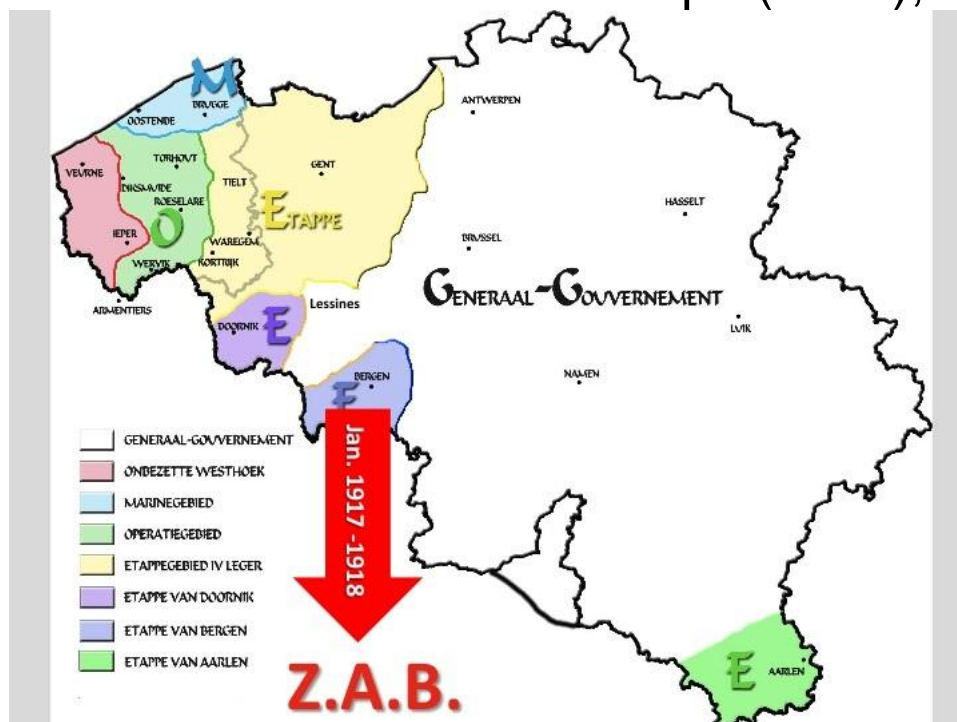 M
BRUGGE
OOSTENDE
ANTWERPEN
VEURNE
TORHOUT
GENT
DIKSMUIDE
TIELT
ROESELARE
HASSELT
O
ETAPPE
IEPER
WAREGEM
BRUSSEL
WERVIK
KORTRIJK
GENERAAL-GOUVERNEMENT
ARMENTIERS
Lessines
DOORNIK
E
LUIK
BERGEN
E
NAMEN
Jan. 1917 -1918
GENERAAL-GOUVERNEMENT
ONBEZETTE WESTHOEK
MARINEGEBIED
OPERATIEGEBIED
ETAPPEGEBIED IV LEGER
ETAPPE VAN DOORNIK
ETAPPE VAN BERGEN
ETAPPE VAN AARLEN
E
AARLEN
Z.A.B.